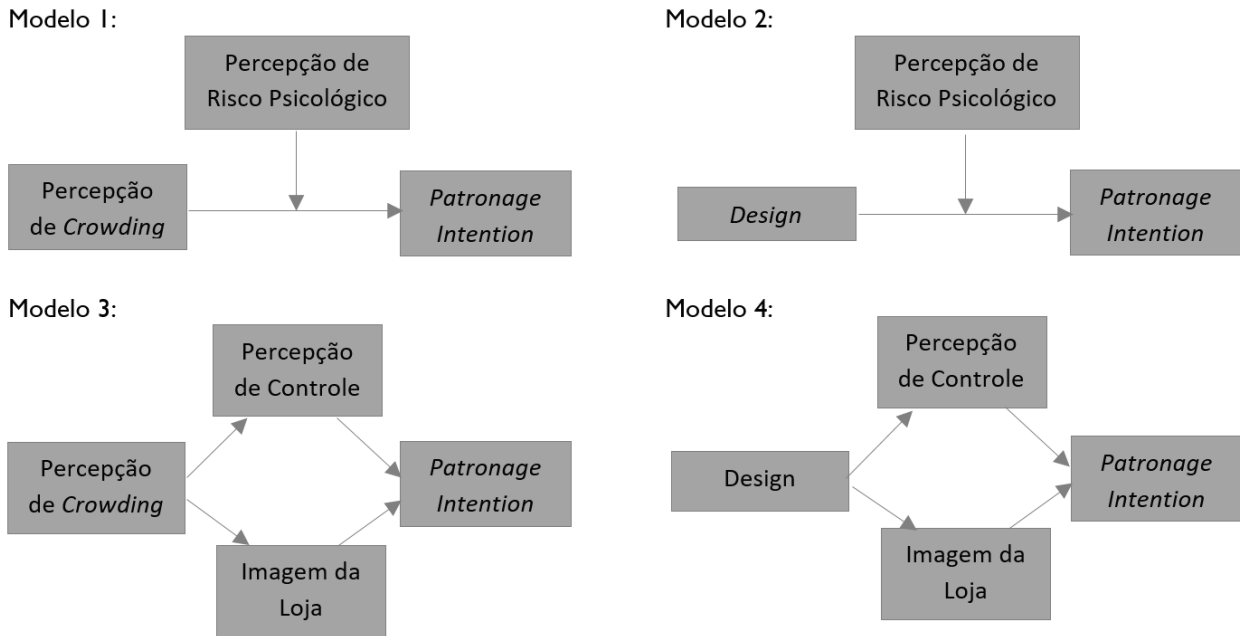 Modelo 1:
Percepção de
Risco Psicológico
Percepção
de Crowding
Patronage
Intention
Modelo 2:
Percepção de
Risco Psicológico
Design
Patronage
Intention
Modelo 3:
Percepção
de Controle
Percepção
de Crowding
Patronage
Intention
Imagem da
Loja
Modelo 4:
Percepção
de Controle
Design
Patronage
Intention
Imagem da
Loja